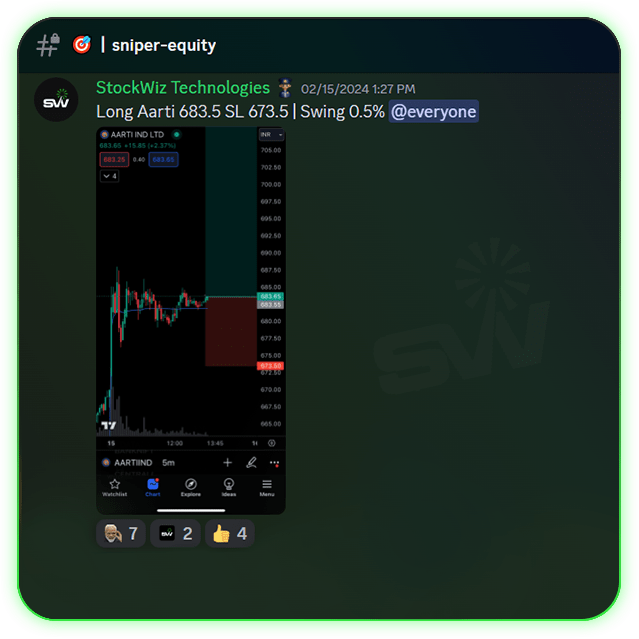 # 🎯 | sniper-equity
SW
StockWiz Technologies 02/15/2024 1:27 PM
Long Aarti 683.5 SL 673.5 | Swing 0.5% @everyone
AARTI IND LTD
INR
683.65 +15.85 (+2.37%)
683.25 0.40 683.65
4
705.00
702.50
700.00
697.50
695.00
692.50
690.00
687.50
685.00
683.65
683.55
680.00
677.50
675.00
673.50
672.50
670.00
667.50
665.00
15 12:00 13:45 1
AARTIIND 5m
Watchlist Chart Explore Ideas Menu
7 SW 2 👍 4
SW